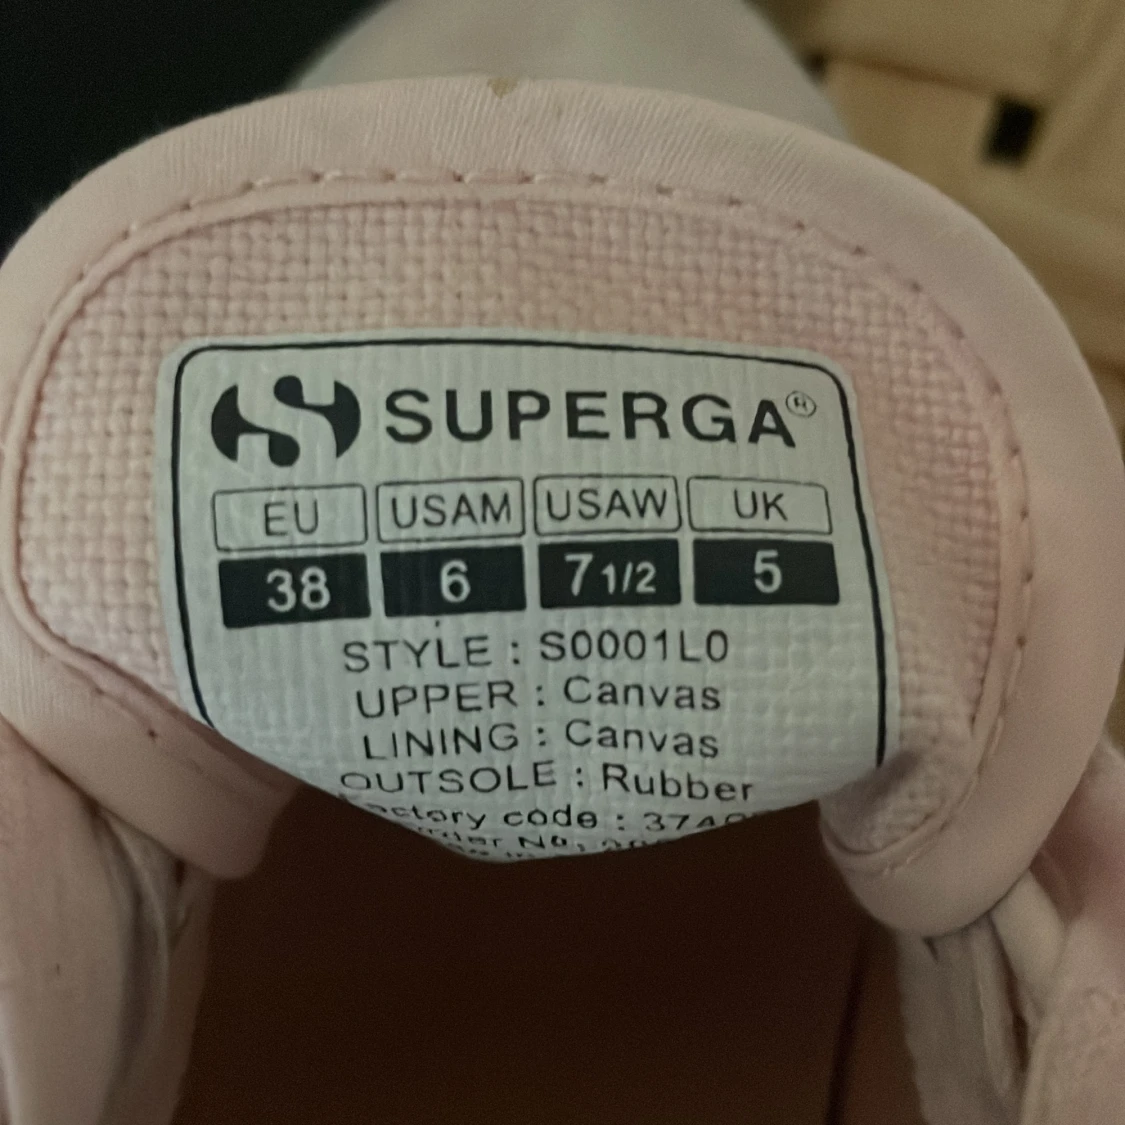 SUPERGA®
EU USAM USAW UK
38 6 7 1/2 5
STYLE : S0001L0
UPPER : Canvas
LINING : Canvas
OUTSOLE : Rubber
code :